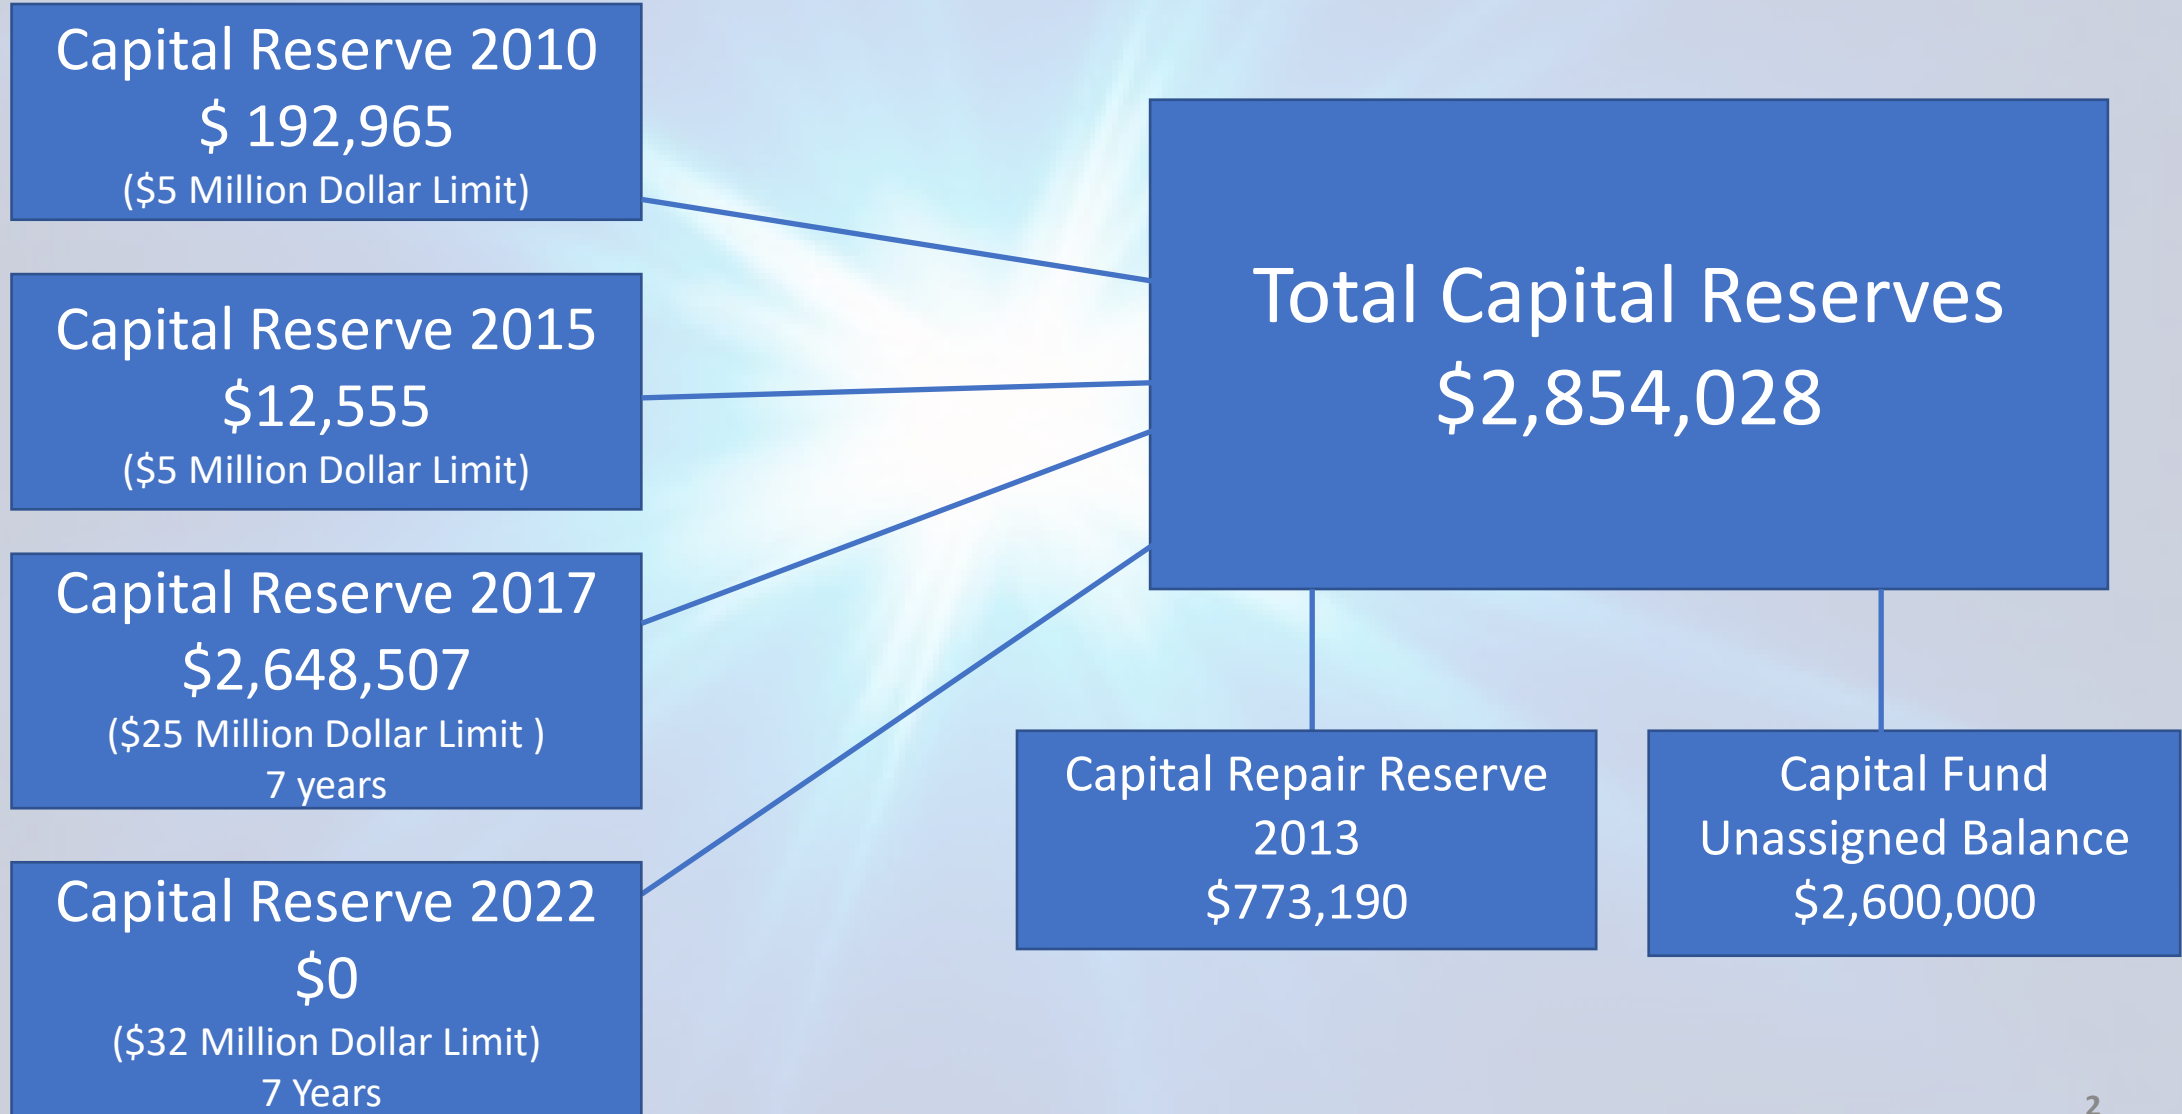 Capital Reserve 2010
$ 192,965
($5 Million Dollar Limit)
Capital Reserve 2015
$12,555
($5 Million Dollar Limit)
Capital Reserve 2017
$2,648,507
($25 Million Dollar Limit )
7 years
Capital Reserve 2022
$0
($32 Million Dollar Limit)
7 Years
Total Capital Reserves
$2,854,028
Capital Repair Reserve
2013
$773,190
Capital Fund
Unassigned Balance
$2,600,000
2